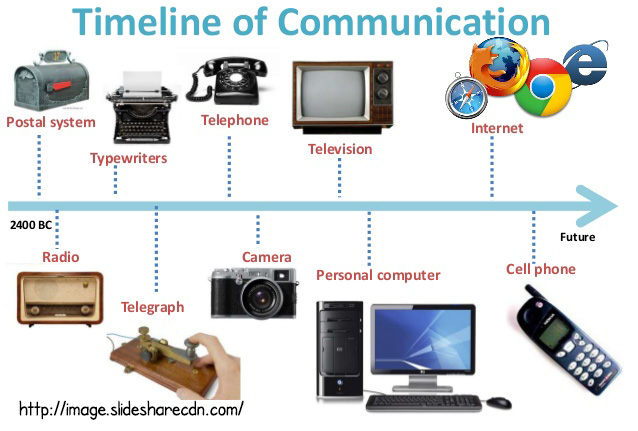 Timeline of Communication
Postal system
Typewriters
Telephone
Television
Internet
2400 BC
Future
Radio
Telegraph
Camera
Personal computer
Cell phone
http://image.slidesharecdn.com/